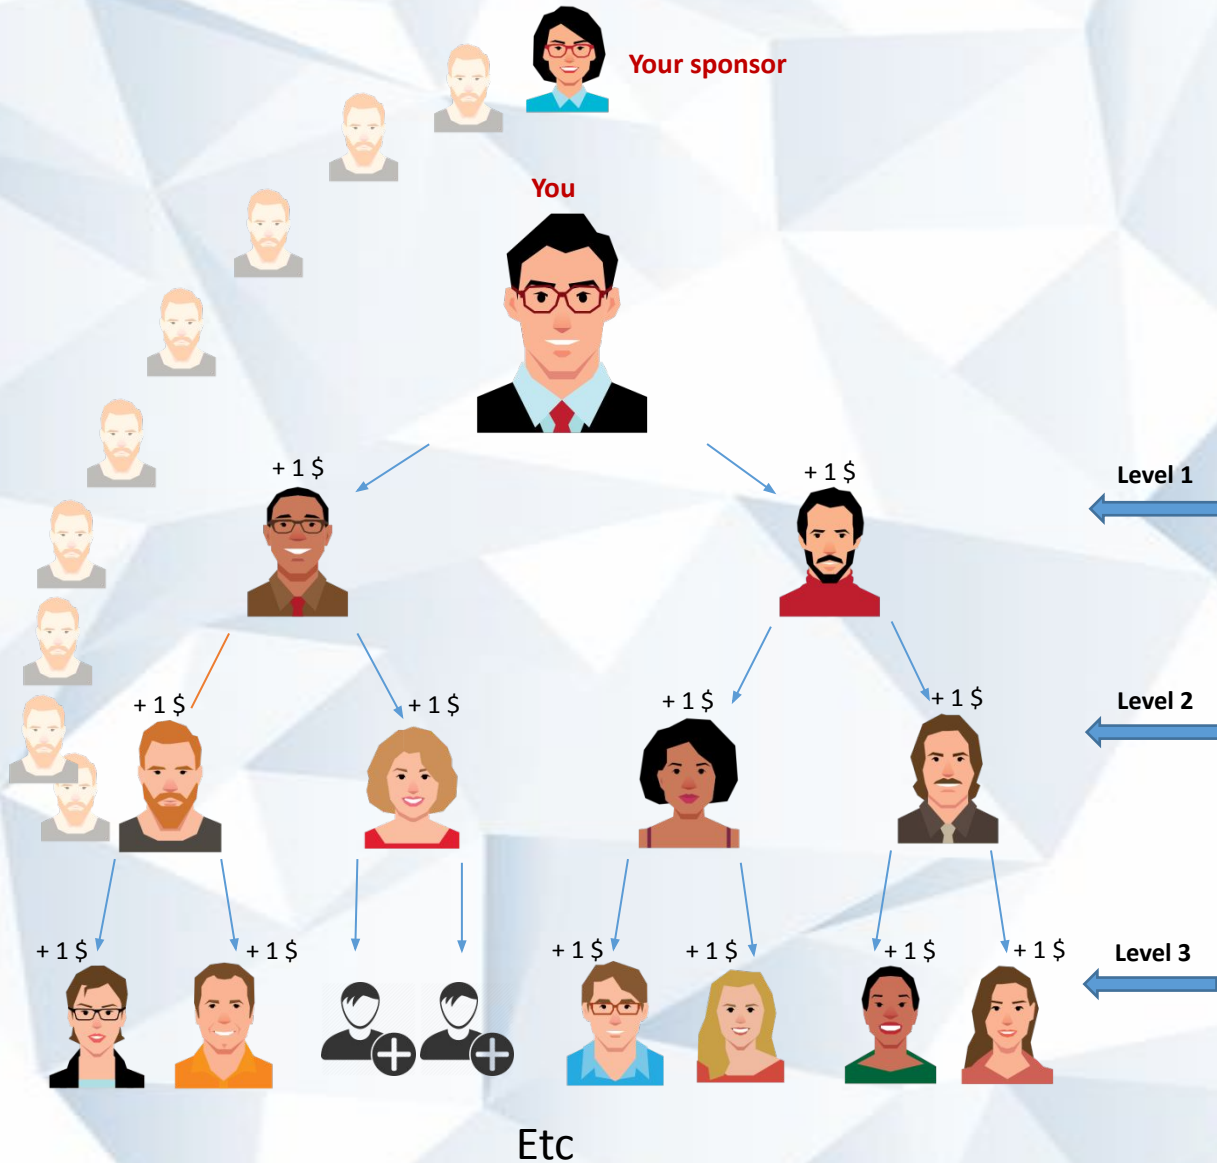 Your sponsor
You
+ 1 $
+ 1 $
Level 1
+ 1 $
+ 1 $
+ 1 $
+ 1 $
Level 2
+ 1 $
+ 1 $
+ 1 $
+ 1 $
+ 1 $
+ 1 $
Level 3
Etc